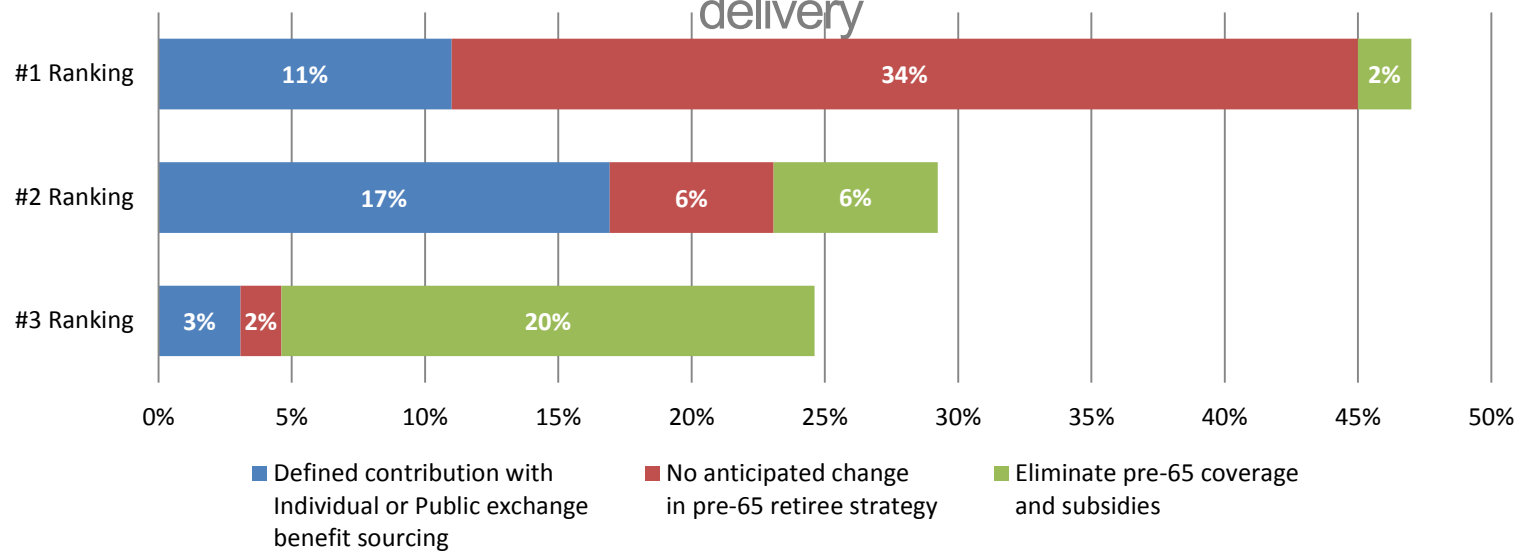 delivery
#1 Ranking
11%
34%
2%
#2 Ranking
17%
6%
6%
#3 Ranking
3%
2%
20%
0%
5%
10%
15%
20%
25%
30%
35%
40%
45%
50%
Defined contribution with
Individual or Public exchange
benefit sourcing
No anticipated change
in pre-65 retiree strategy
Eliminate pre-65 coverage
and subsidies